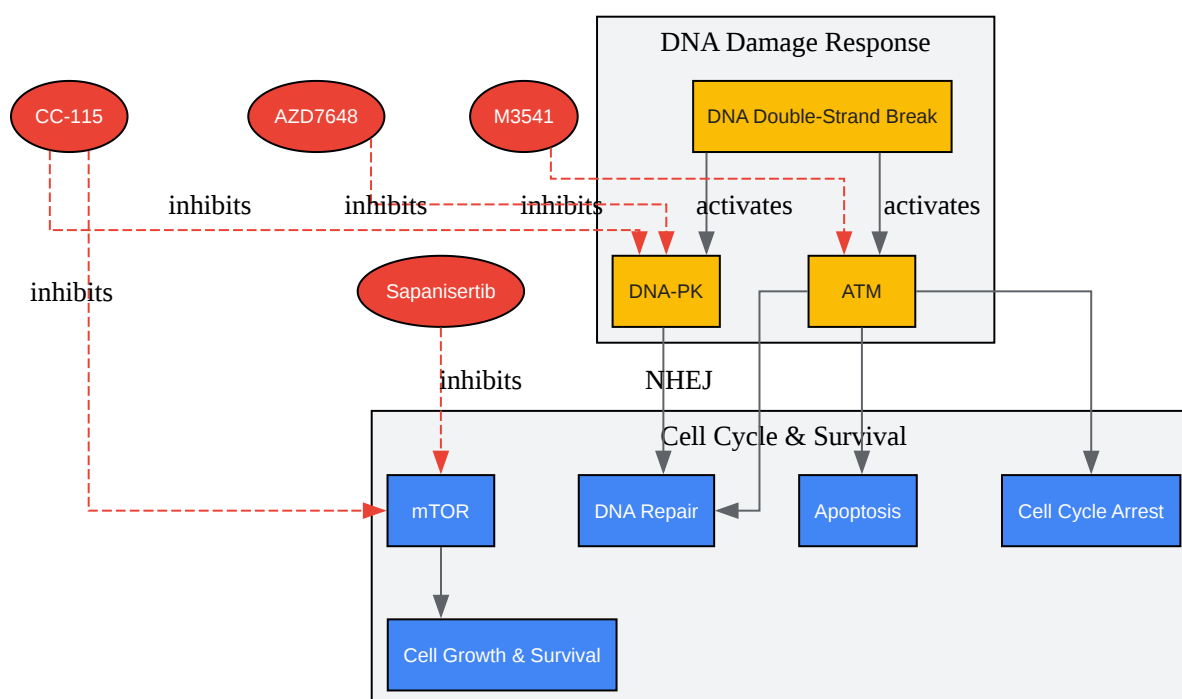 DNA Damage Response
CC-115
AZD7648
M3541
DNA Double-Strand Break
inhibits
inhibits
inhibits
activates
activates
inhibits
Sapanisertib
DNA-PK
ATM
inhibits
NHEJ
Cell Cycle & Survival
mTOR
DNA Repair
Apoptosis
Cell Cycle Arrest
Cell Growth & Survival